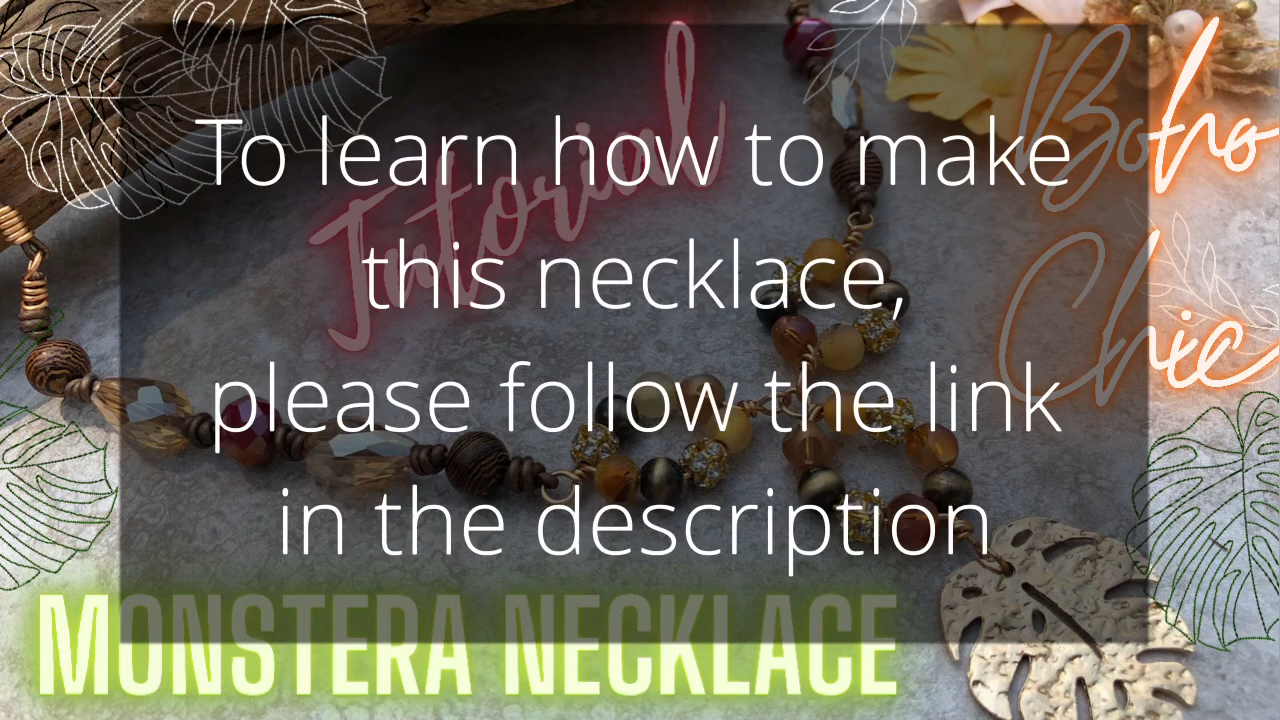 Boho
Chic
Tutorial
To learn how to make
this necklace,
please follow the link
in the description
MONSTERA NECKLACE